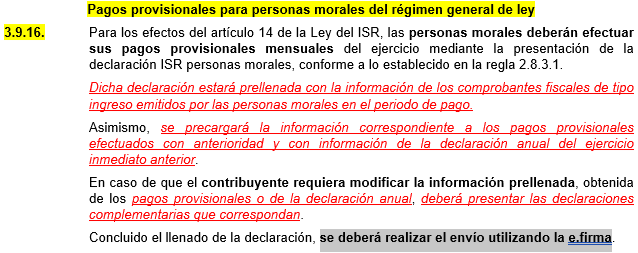 Pagos provisionales para personas morales del régimen general de ley
3.9.16. Para los efectos del artículo 14 de la Ley del ISR, las personas morales deberán efectuar
sus pagos provisionales mensuales del ejercicio mediante la presentación de la
declaración ISR personas morales, conforme a lo establecido en la regla 2.8.3.1.
Dicha declaración estará prellenada con la información de los comprobantes fiscales de tipo
ingreso emitidos por las personas morales en el periodo de pago.
Asimismo, se precargará la información correspondiente a los pagos provisionales
efectuados con anterioridad y con información de la declaración anual del ejercicio
inmediato anterior.
En caso de que el contribuyente requiera modificar la información prellenada, obtenida
de los pagos provisionales o de la declaración anual, deberá presentar las declaraciones
complementarias que correspondan.
Concluido el llenado de la declaración, se deberá realizar el envío utilizando la e.firma.